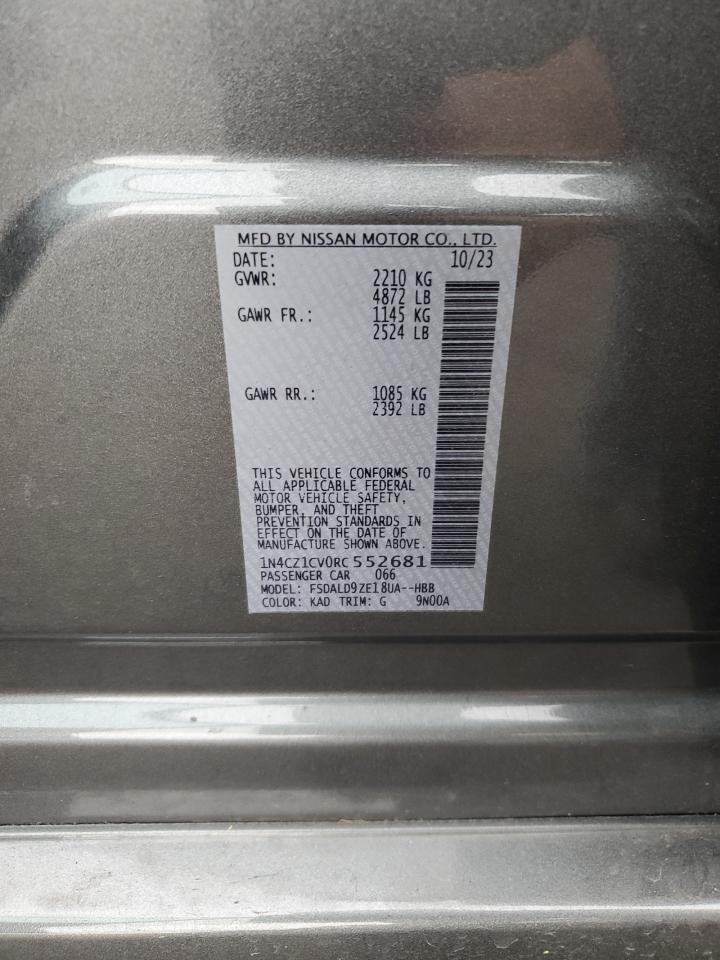 MFD BY NISSAN MOTOR CO., LTD.
DATE: 10/23
GVWR: 2210 KG
4872 LB
GAWR FR.: 1145 KG
2524 LB
GAWR RR.: 1085 KG
2392 LB
THIS VEHICLE CONFORMS TO
ALL APPLICABLE FEDERAL
MOTOR VEHICLE SAFETY,
BUMPER, AND THEFT
PREVENTION STANDARDS IN
EFFECT ON THE DATE OF
MANUFACTURE SHOWN ABOVE.
1N4CZ1CV0RC552681
PASSENGER CAR 066
MODEL: FSDALD9ZE18UA--HBB
COLOR: KAD TRIM: G 9N00A